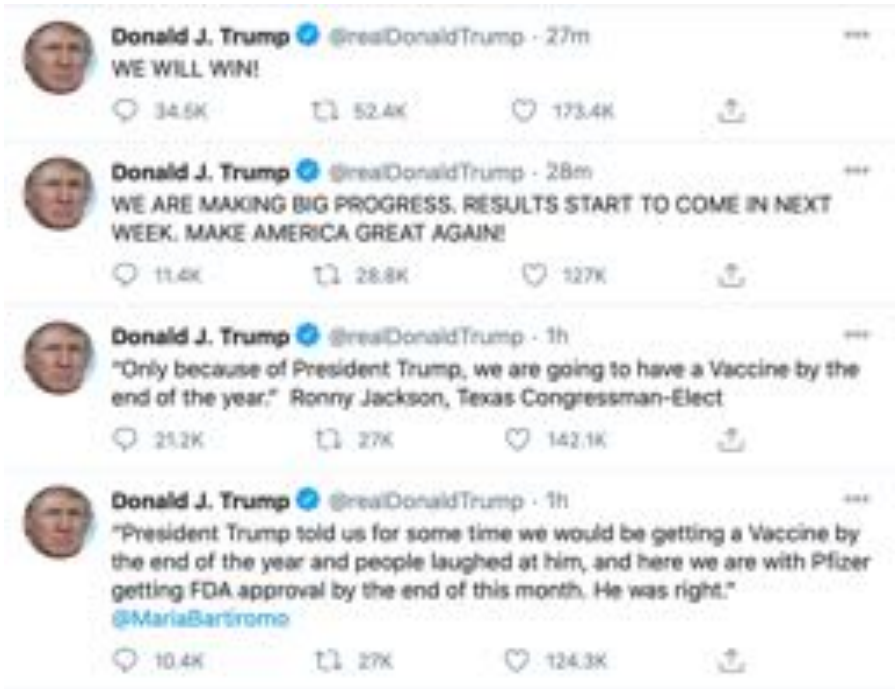 Donald J. Trump @realDonaldTrump · 27m
WE WILL WIN!
34.5K 52.4K 173.4K
Donald J. Trump @realDonaldTrump · 28m
WE ARE MAKING BIG PROGRESS. RESULTS START TO COME IN NEXT
WEEK. MAKE AMERICA GREAT AGAIN!
11.4K 28.8K 127K
Donald J. Trump @realDonaldTrump · 1h
"Only because of President Trump, we are going to have a Vaccine by the
end of the year." Ronny Jackson, Texas Congressman-Elect
21.2K 27K 142.1K
Donald J. Trump @realDonaldTrump · 1h
"President Trump told us for some time we would be getting a Vaccine by
the end of the year and people laughed at him, and here we are with Pfizer
getting FDA approval by the end of this month. He was right."
@MariaBartiromo
10.4K 27K 124.3K